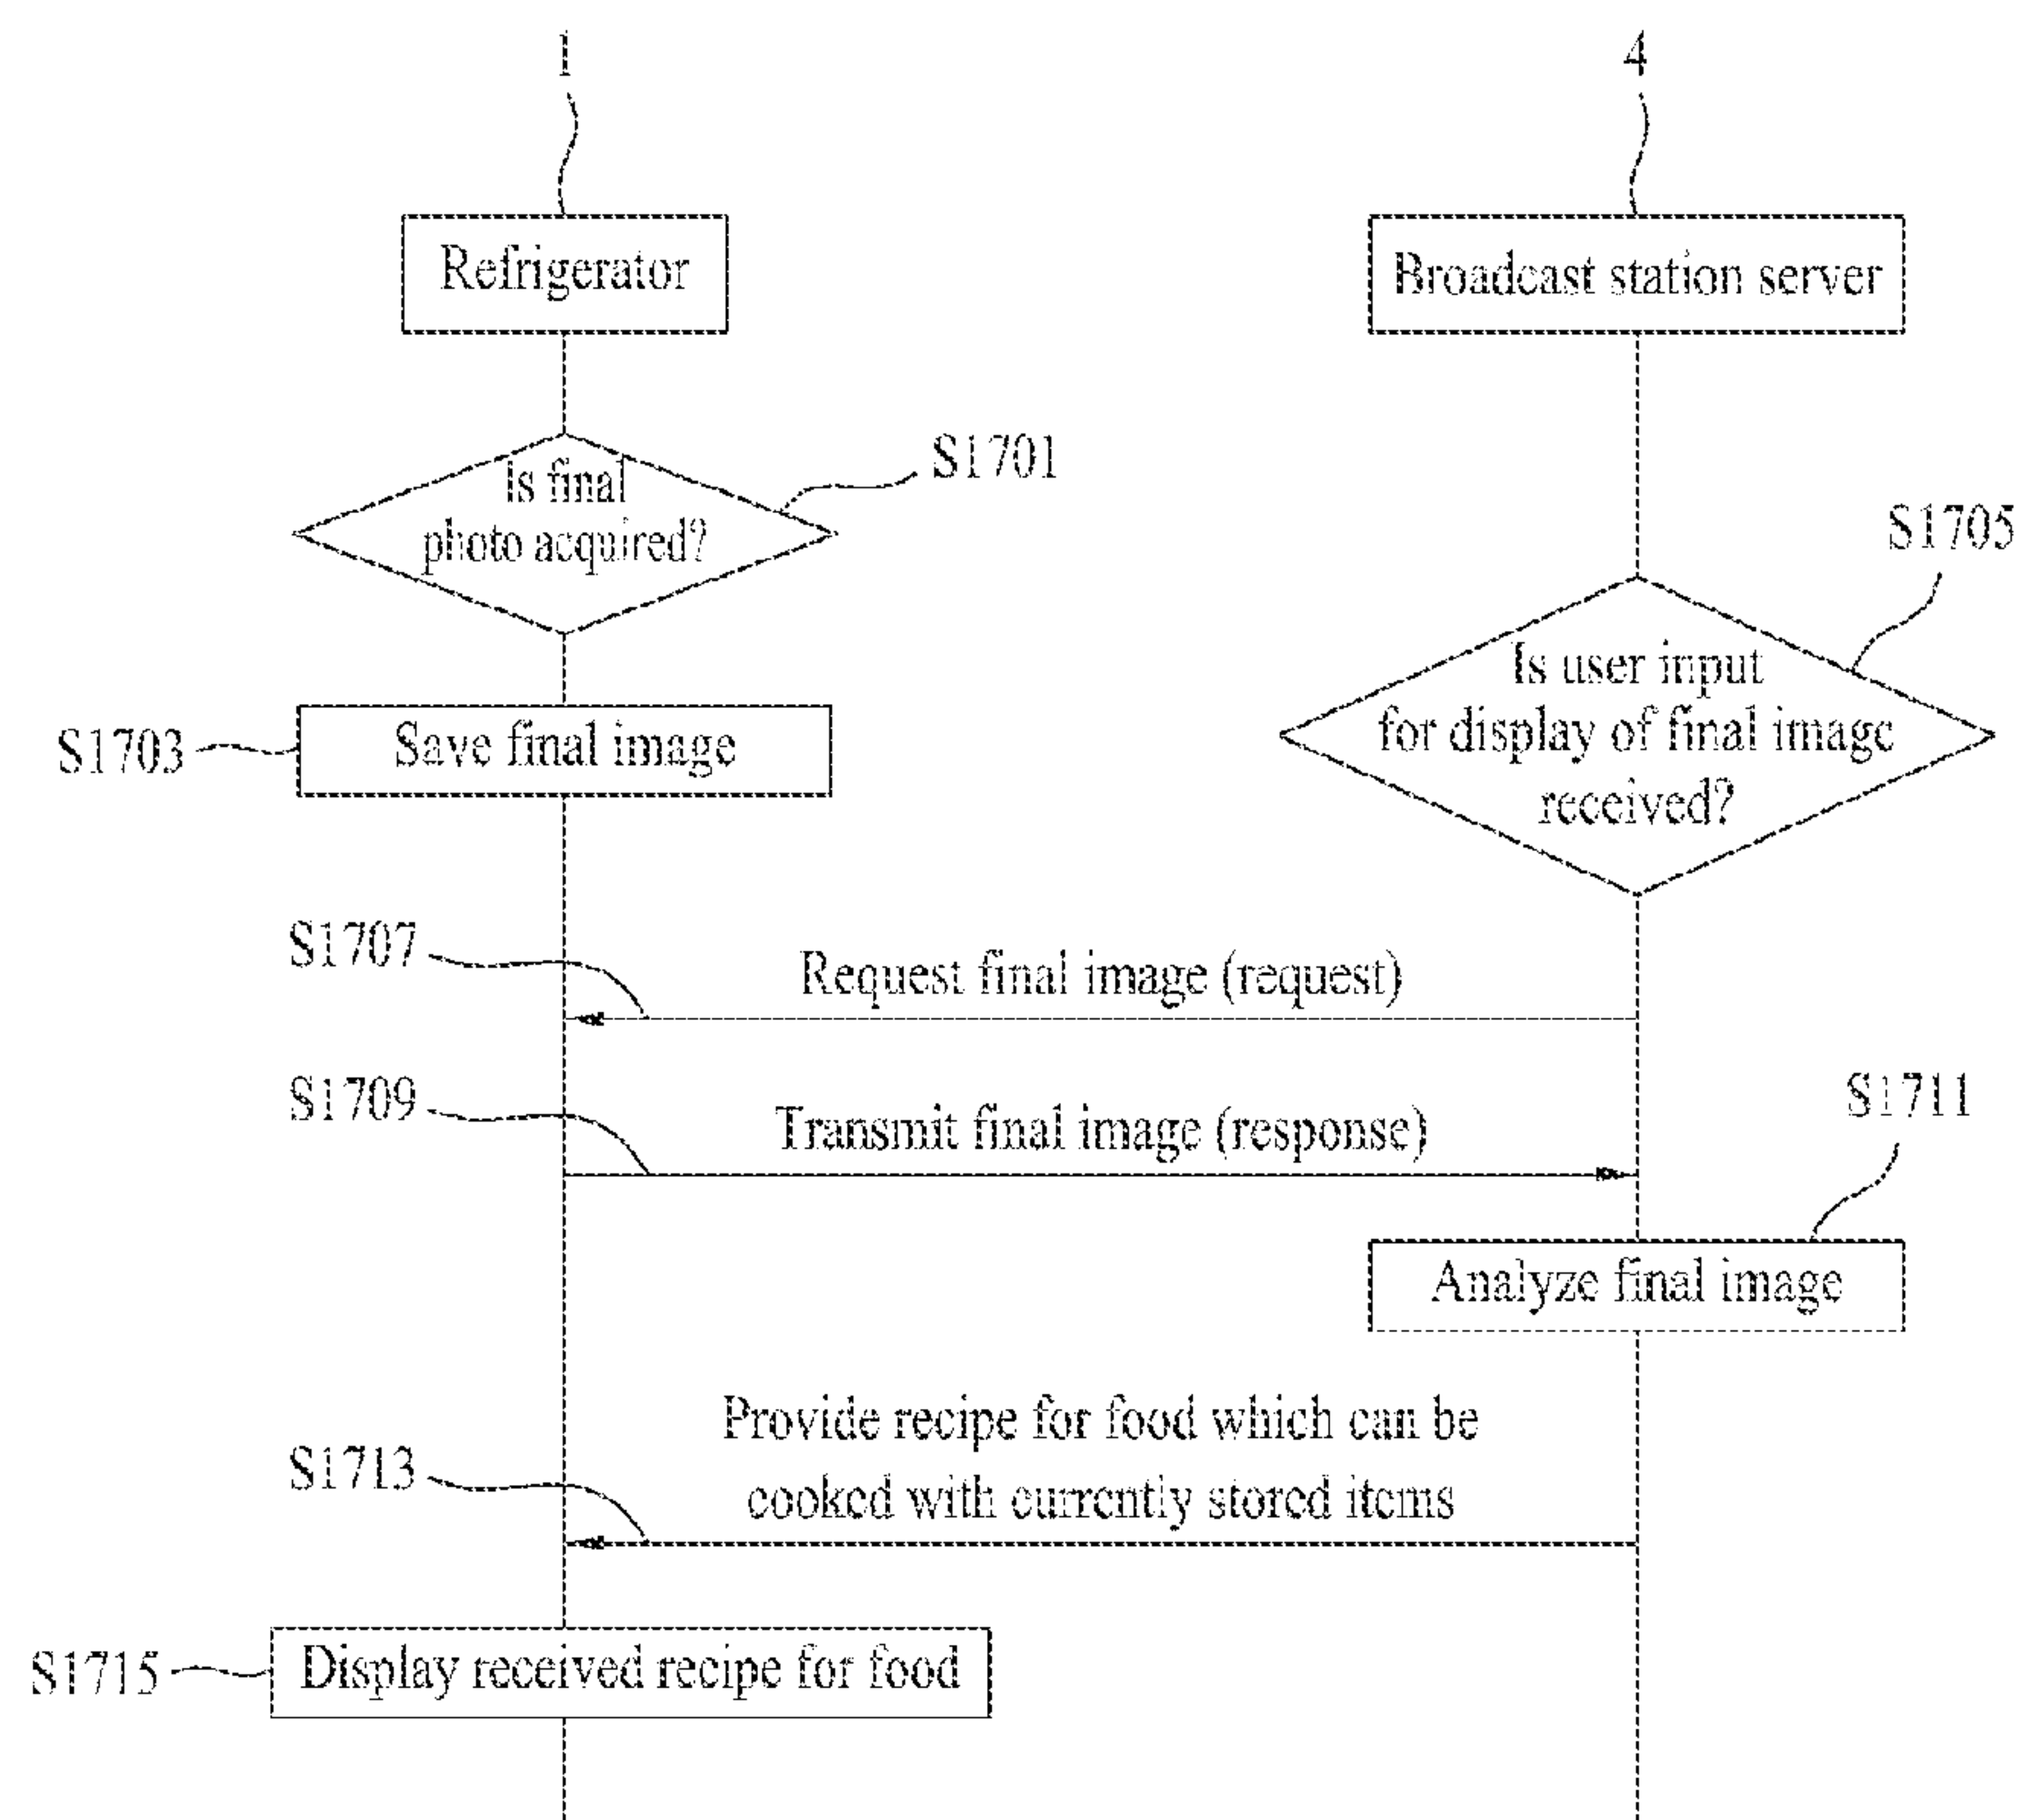 1
4
Refrigerator
Broadcast station server
Is final
photo acquired?
S1701
S1705
Is user input
for display of final image
received?
S1703
Save final image
S1707
Request final image (request)
S1709
Transmit final image (response)
S1711
Analyze final image
Provide recipe for food which can be
cooked with currently stored items
S1713
S1715
Display received recipe for food